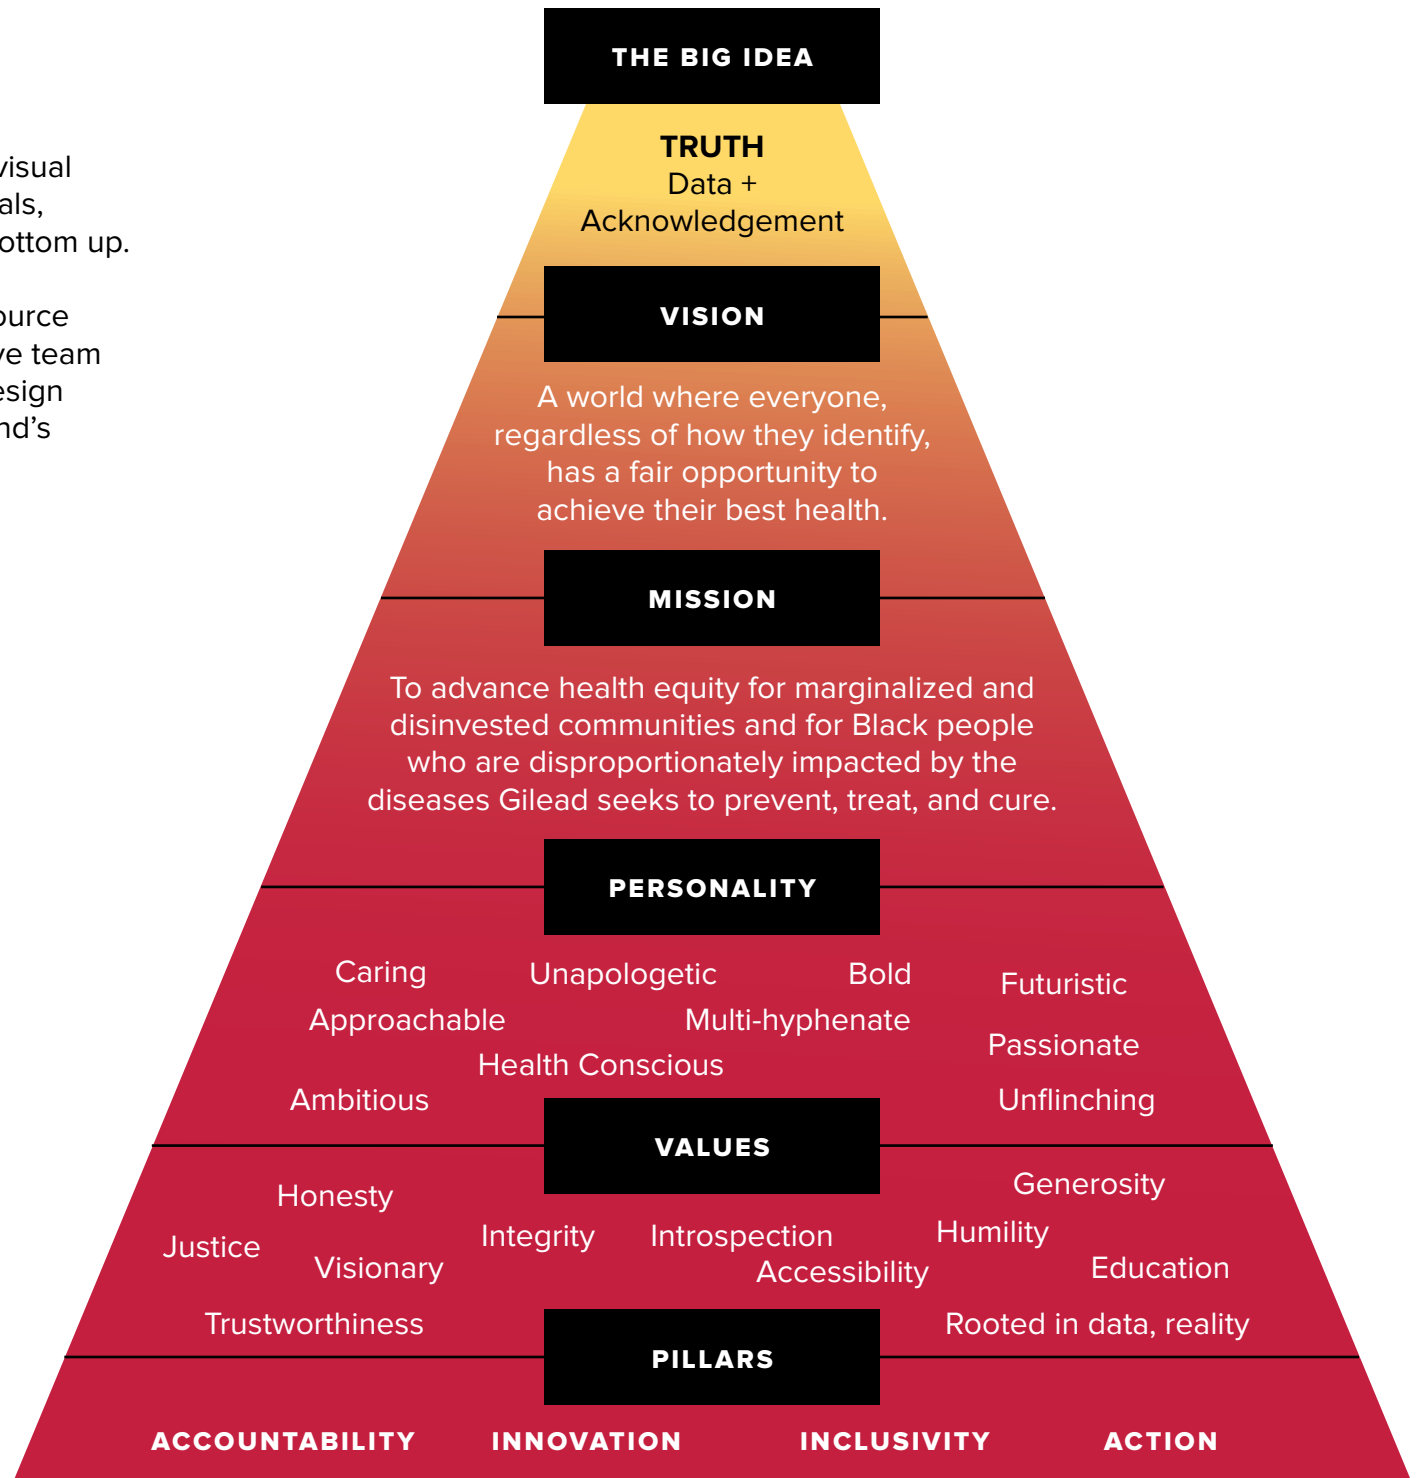 visual
als,
ottom up.
ource
ve team
esign
nd's
THE BIG IDEA
TRUTH
Data +
Acknowledgement
VISION
A world where everyone,
regardless of how they identify,
has a fair opportunity to
achieve their best health.
MISSION
To advance health equity for marginalized and
disinvested communities and for Black people
who are disproportionately impacted by the
diseases Gilead seeks to prevent, treat, and cure.
PERSONALITY
Caring Unapologetic Bold Futuristic
Approachable Multi-hyphenate
Passionate
Health Conscious
Ambitious Unflinching
VALUES
Honesty Generosity
Justice Integrity Introspection Humility
Visionary Accessibility Education
Trustworthiness Rooted in data, reality
PILLARS
ACCOUNTABILITY INNOVATION INCLUSIVITY ACTION